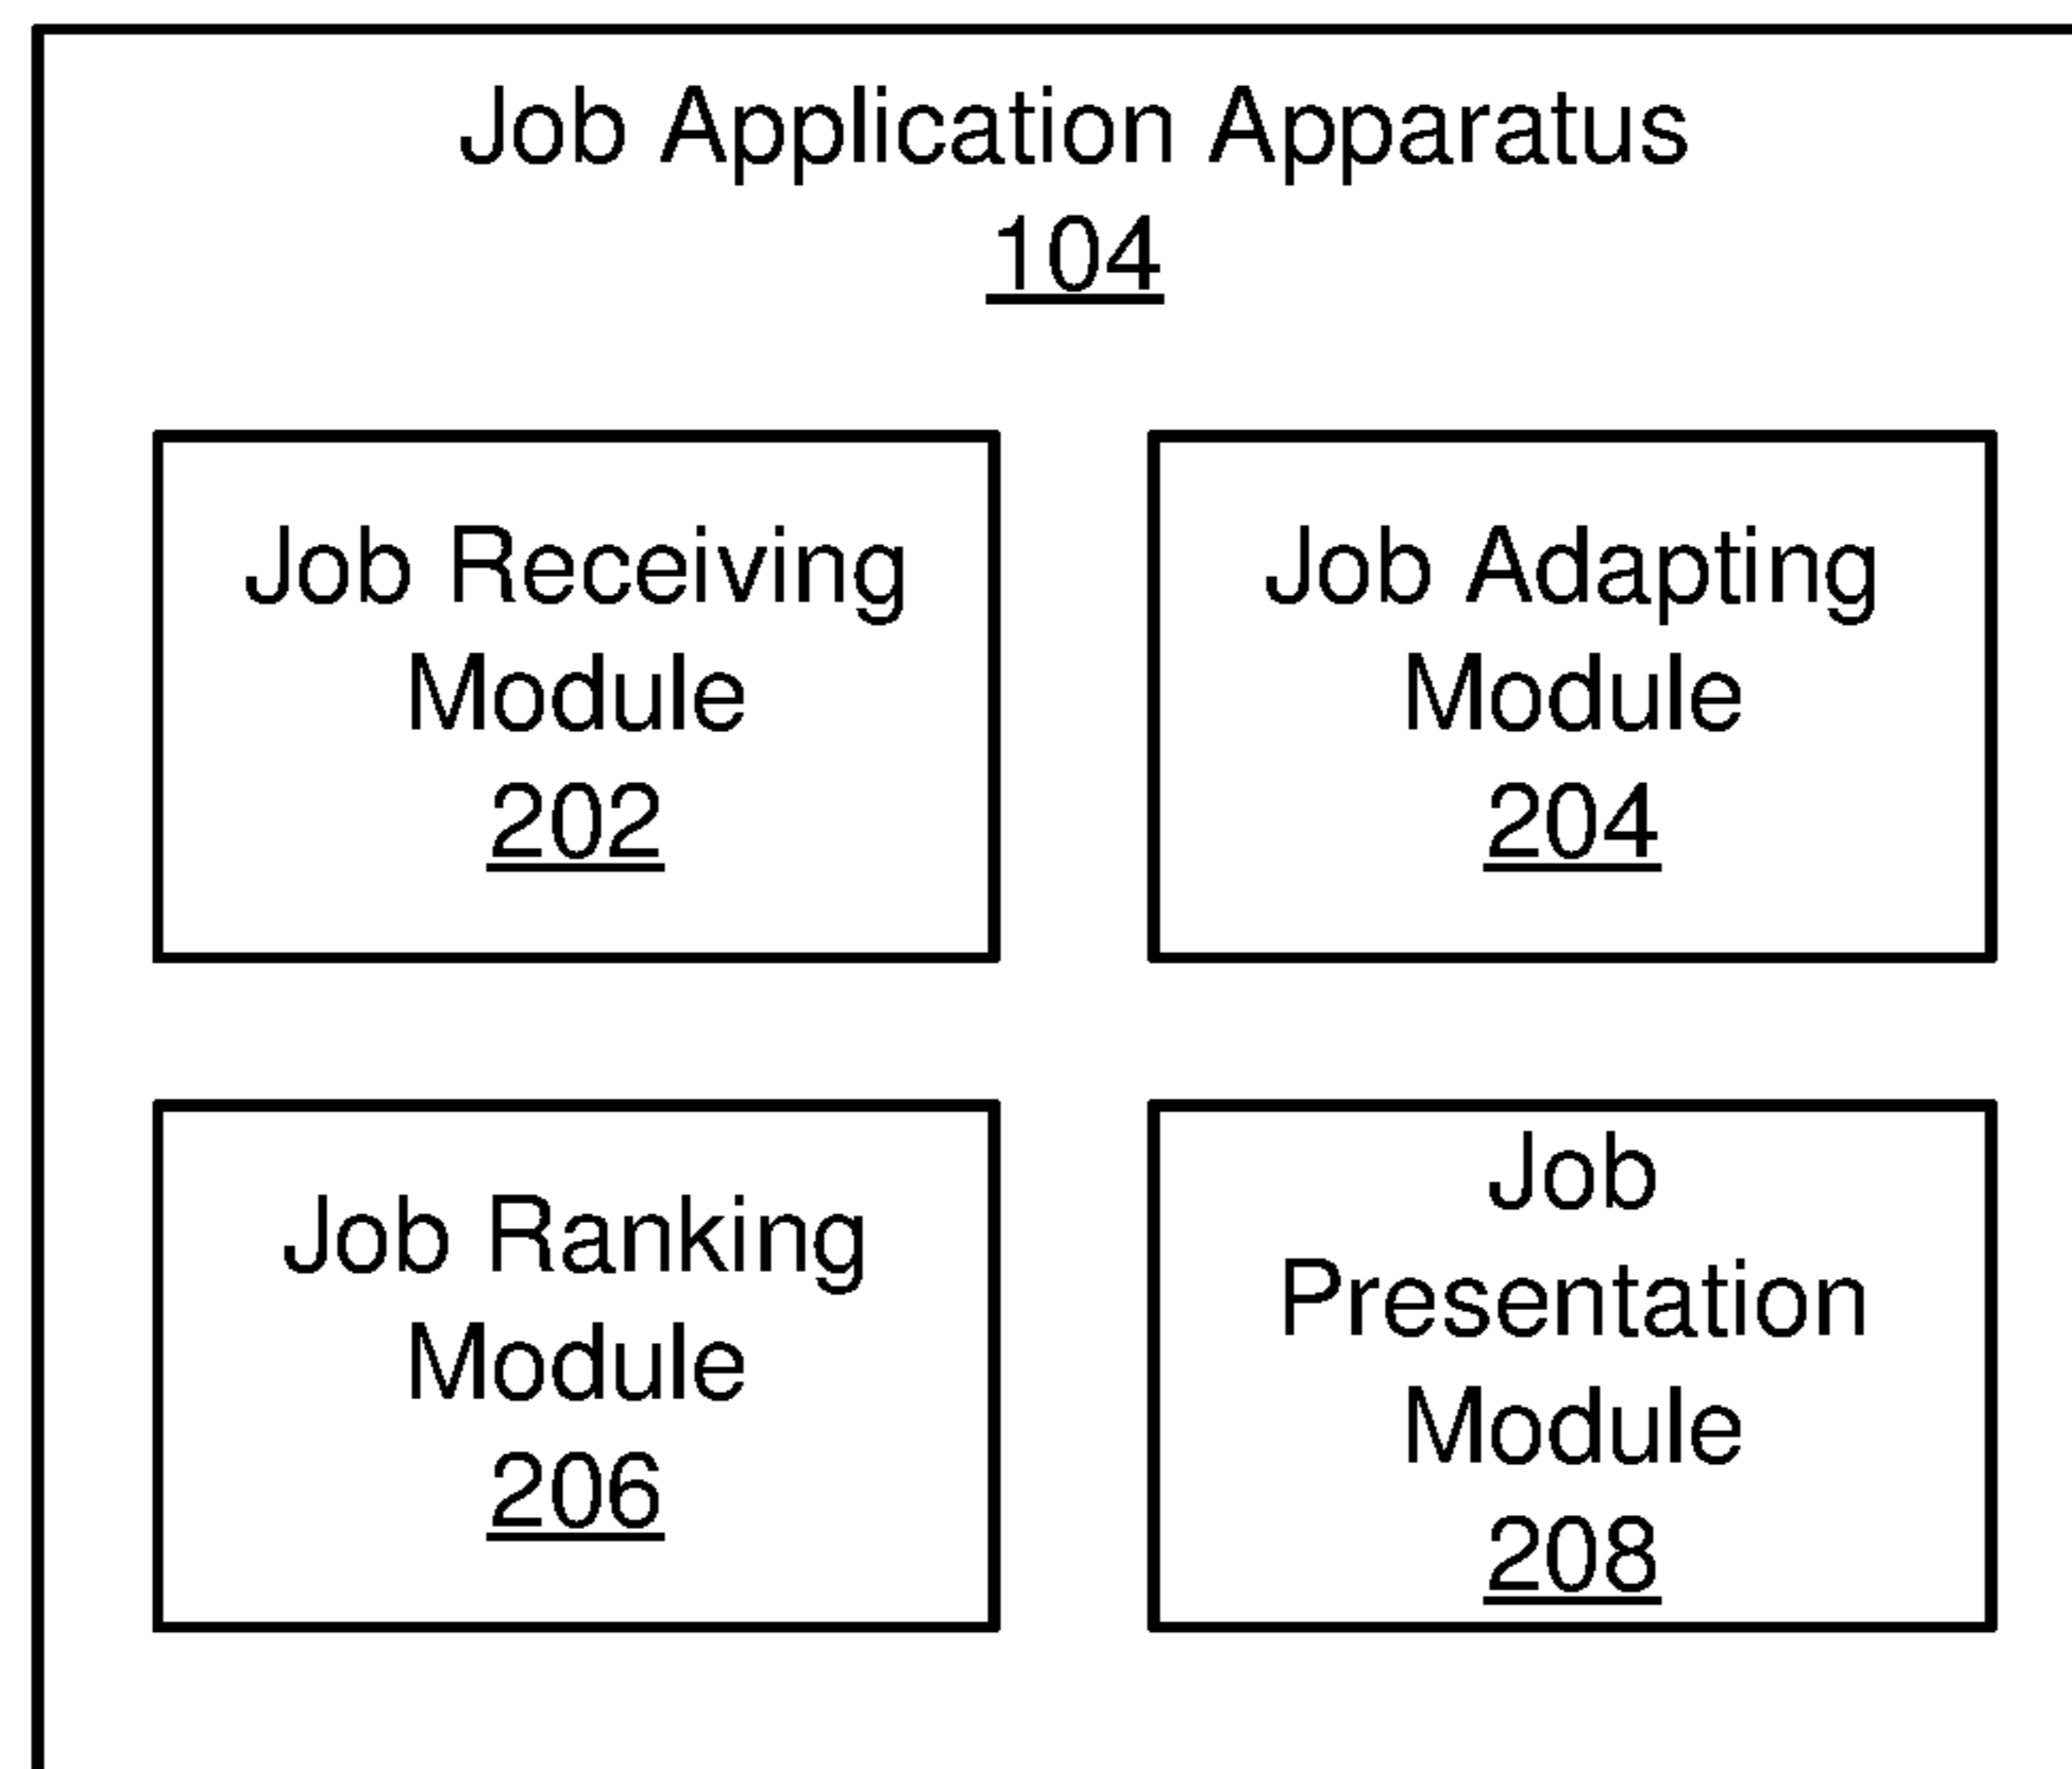 Job Application Apparatus
104
Job Receiving
Module
202
Job Adapting
Module
204
Job Ranking
Module
206
Job
Presentation
Module
208